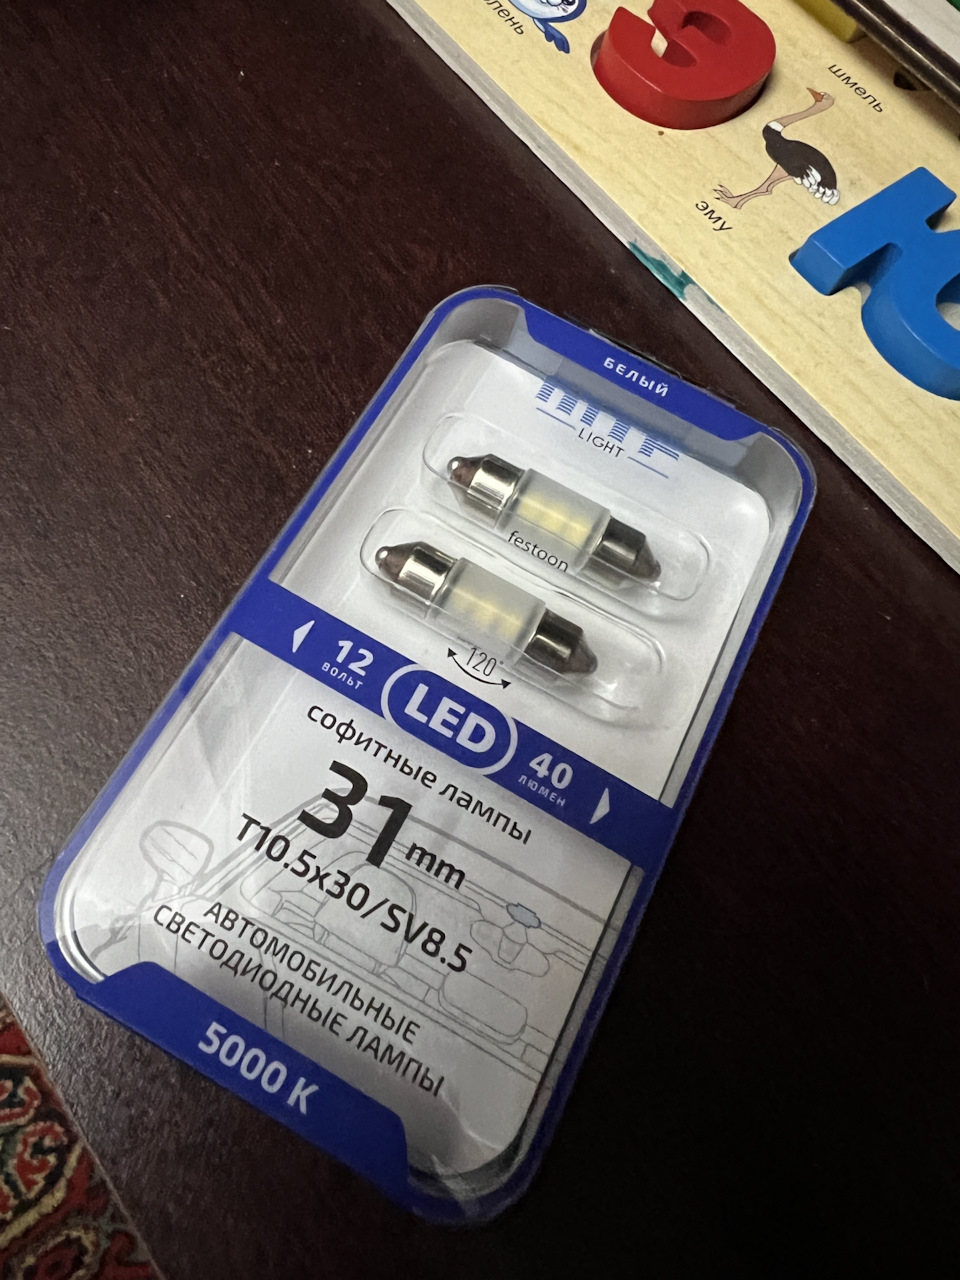 шмель
эму
БЕЛЫЙ
LIGHT
festoon
120°
12
ВОЛЬТ
LED
40
ЛЮМЕН
софитные лампы
31 mm
T10.5x30/SV8.5
АВТОМОБИЛЬНЫЕ
СВЕТОДИОДНЫЕ ЛАМПЫ
5000 K
Э
Ю